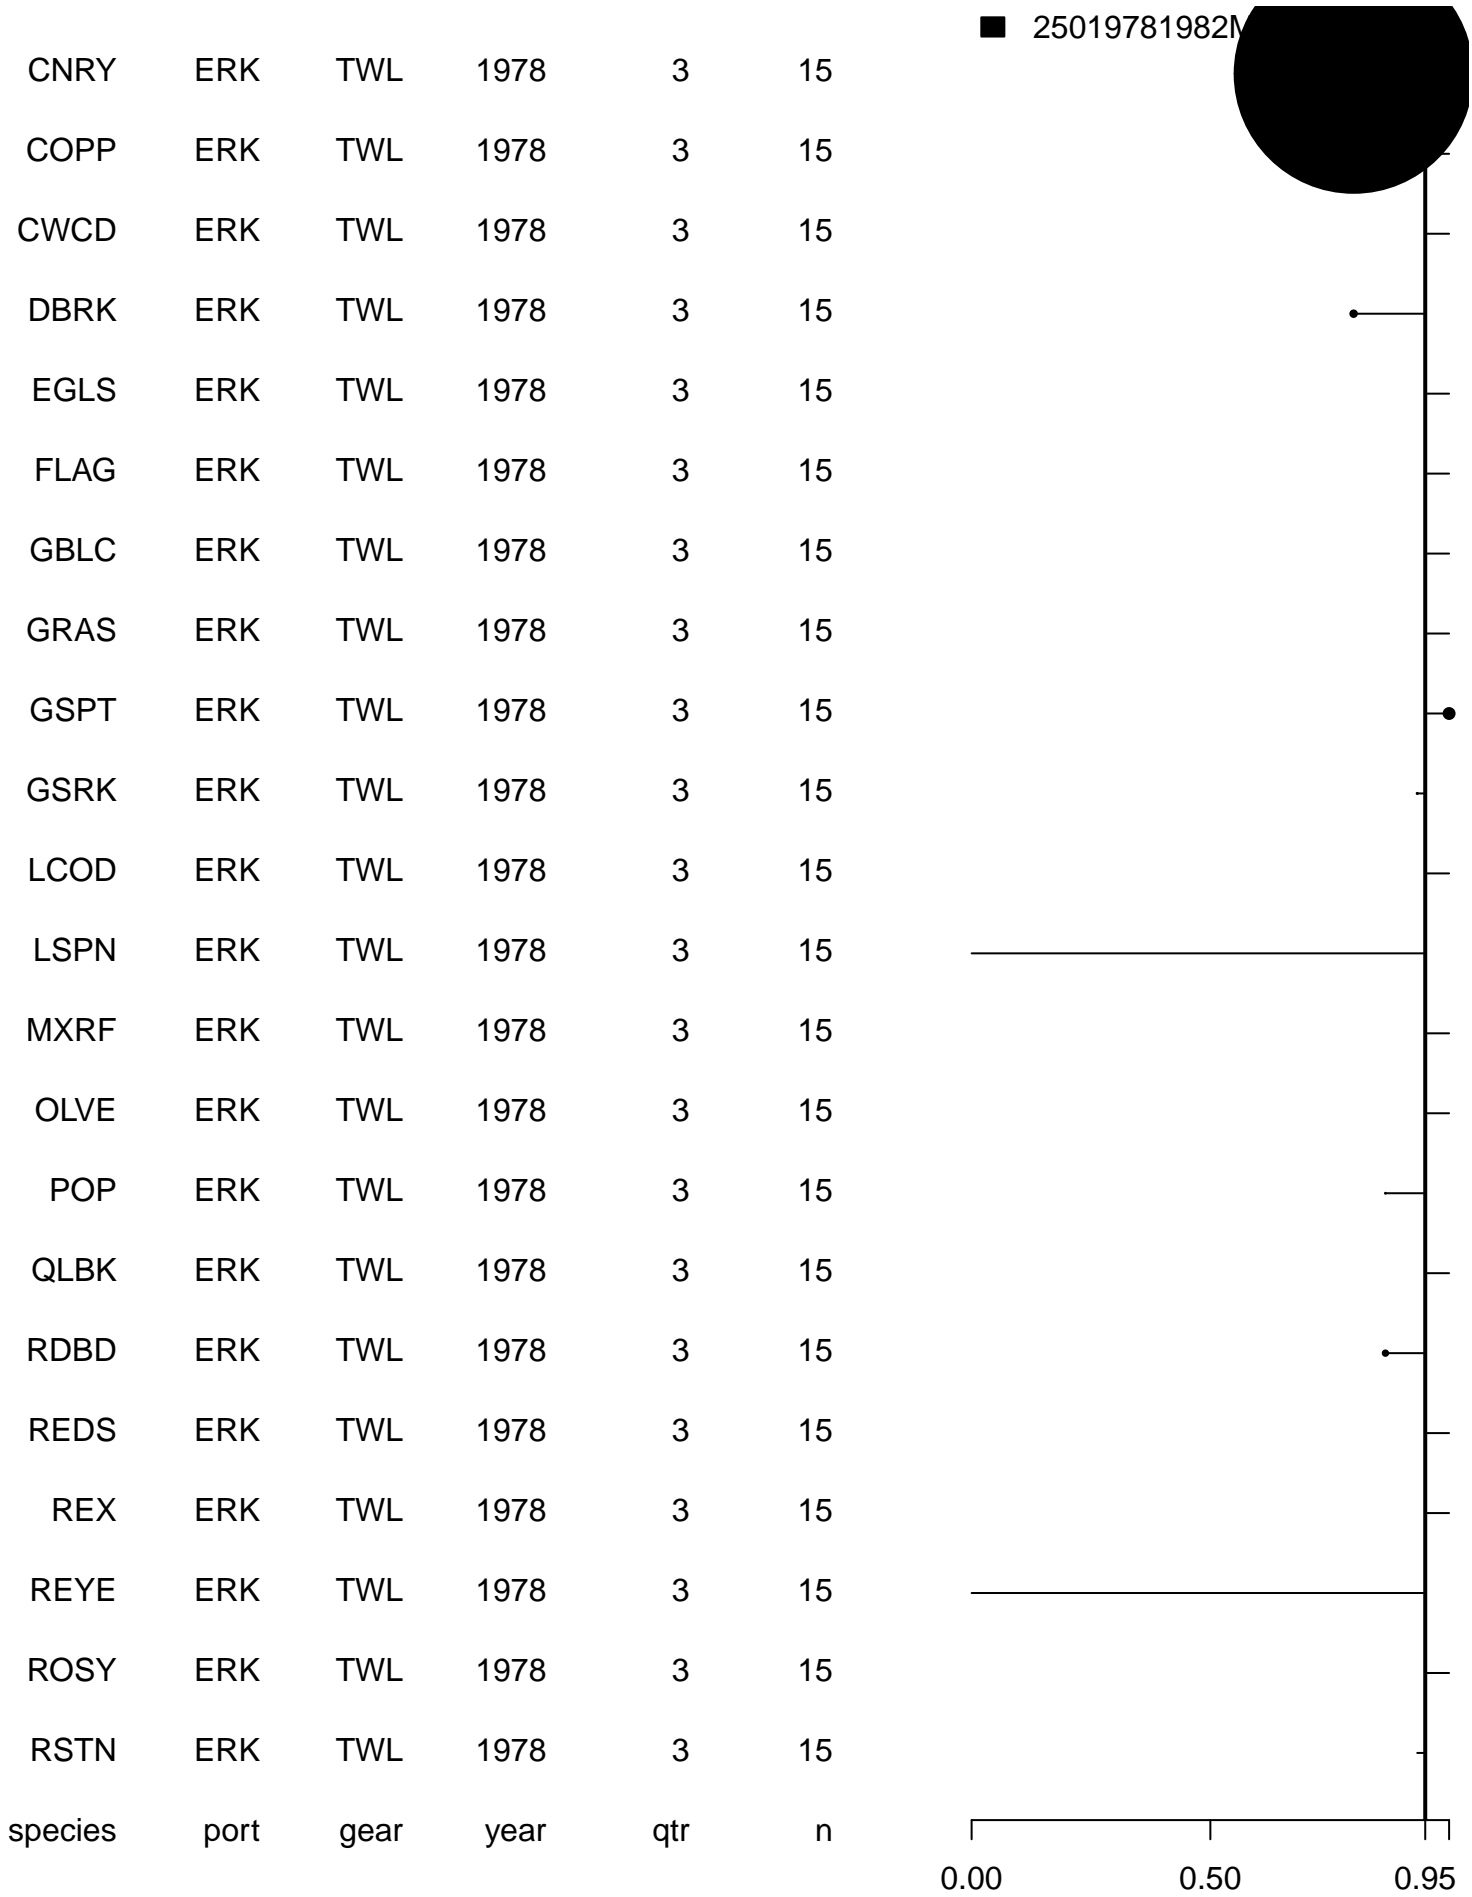 25019781982M
CNRY ERK TWL 1978 3 15
COPP ERK TWL 1978 3 15
CWCD ERK TWL 1978 3 15
DBRK ERK TWL 1978 3 15
EGLS ERK TWL 1978 3 15
FLAG ERK TWL 1978 3 15
GBLC ERK TWL 1978 3 15
GRAS ERK TWL 1978 3 15
GSPT ERK TWL 1978 3 15
GSRK ERK TWL 1978 3 15
LCOD ERK TWL 1978 3 15
LSPN ERK TWL 1978 3 15
MXRF ERK TWL 1978 3 15
OLVE ERK TWL 1978 3 15
POP ERK TWL 1978 3 15
QLBK ERK TWL 1978 3 15
RDBD ERK TWL 1978 3 15
REDS ERK TWL 1978 3 15
REX ERK TWL 1978 3 15
REYE ERK TWL 1978 3 15
ROSY ERK TWL 1978 3 15
RSTN ERK TWL 1978 3 15
species port gear year qtr n
0.00 0.50 0.95